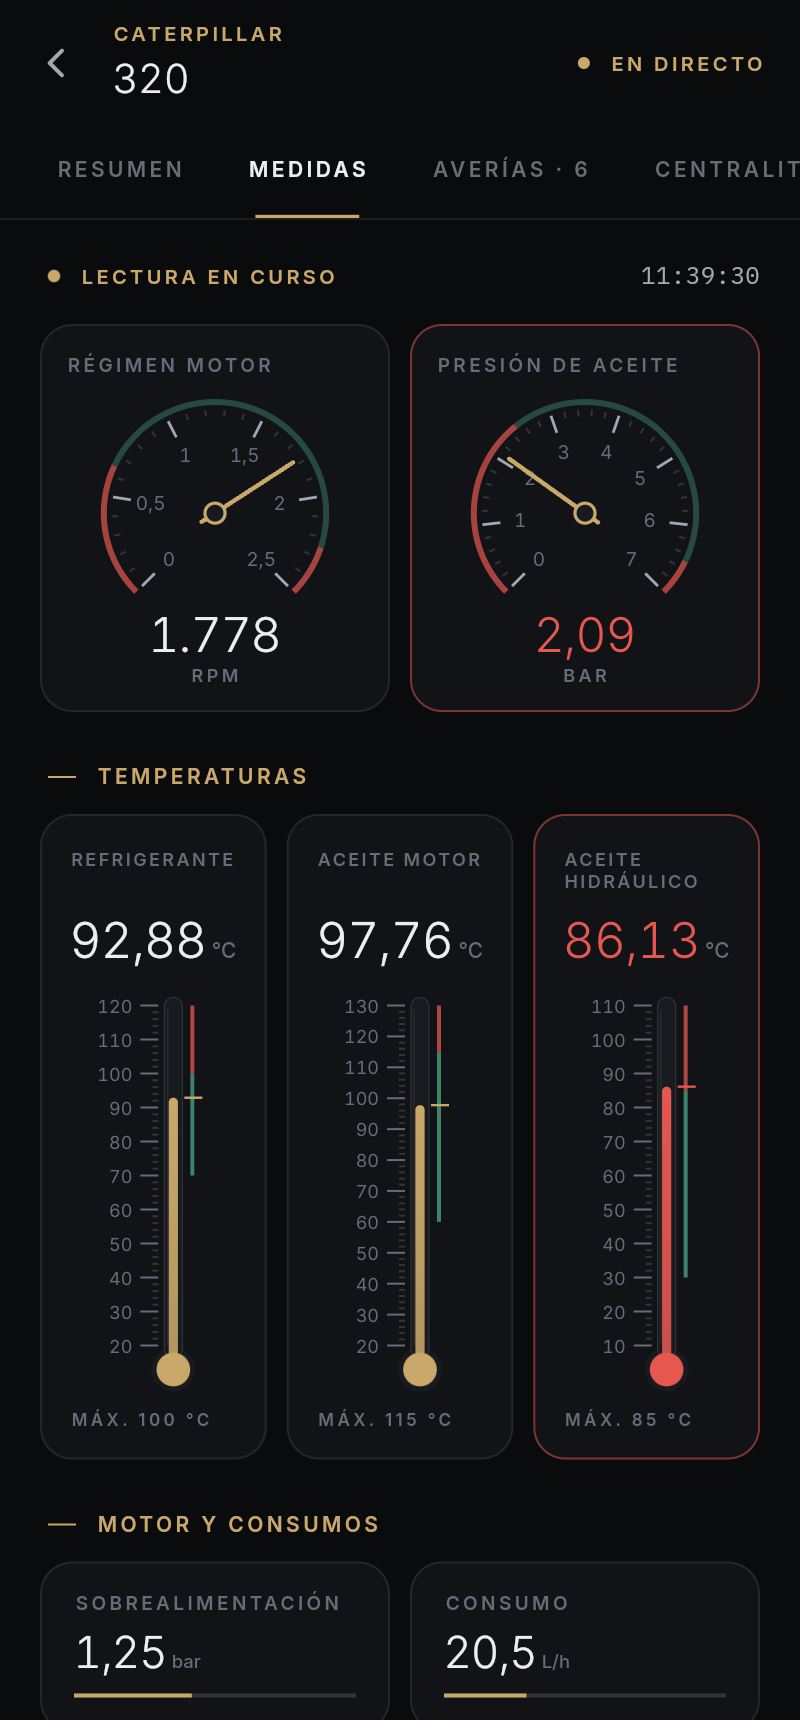 CATERPILLAR
320
EN DIRECTO
RESUMEN MEDIDAS AVERÍAS · 6 CENTRALIT
LECTURA EN CURSO 11:39:30
RÉGIMEN MOTOR
0 0,5 1 1,5 2 2,5
1.778
RPM
PRESIÓN DE ACEITE
0 1 2 3 4 5 6 7
2,09
BAR
TEMPERATURAS
REFRIGERANTE
92,88 °C
120
110
100
90
80
70
60
50
40
30
20
MÁX. 100 °C
ACEITE MOTOR
97,76 °C
130
120
110
100
90
80
70
60
50
40
30
20
MÁX. 115 °C
ACEITE
HIDRÁULICO
86,13 °C
110
100
90
80
70
60
50
40
30
20
10
MÁX. 85 °C
MOTOR Y CONSUMOS
SOBREALIMENTACIÓN
1,25 bar
CONSUMO
20,5 L/h